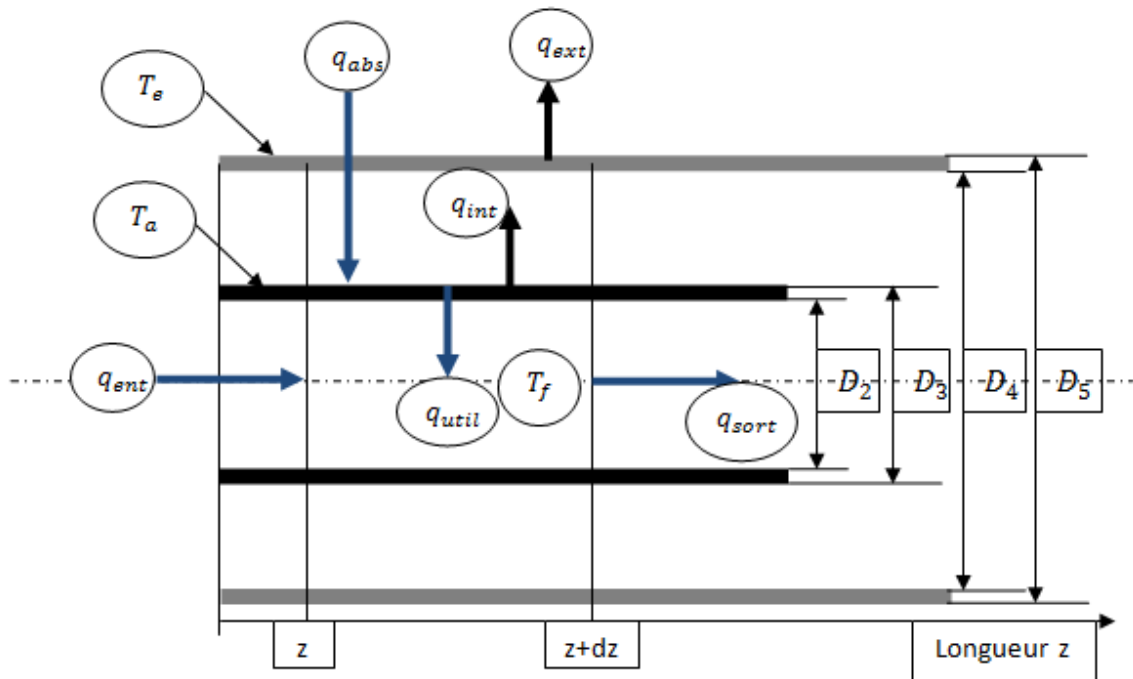 q_abs
q_ext
T_e
T_a
q_int
q_ent
q_util
T_f
q_sort
D_2
D_3
D_4
D_5
z
z+dz
Longueur z